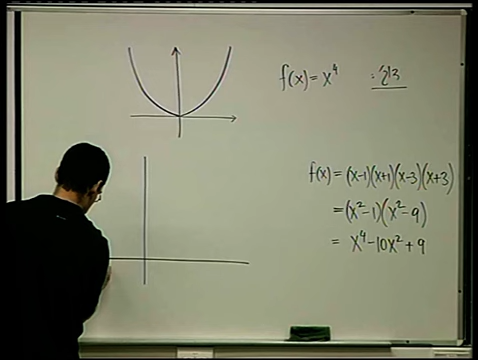 f(x) = x⁴
f(x) = (x-1)(x+1)(x-3)(x+3)
= (x²-1)(x²-9)
= x⁴-10x²+9